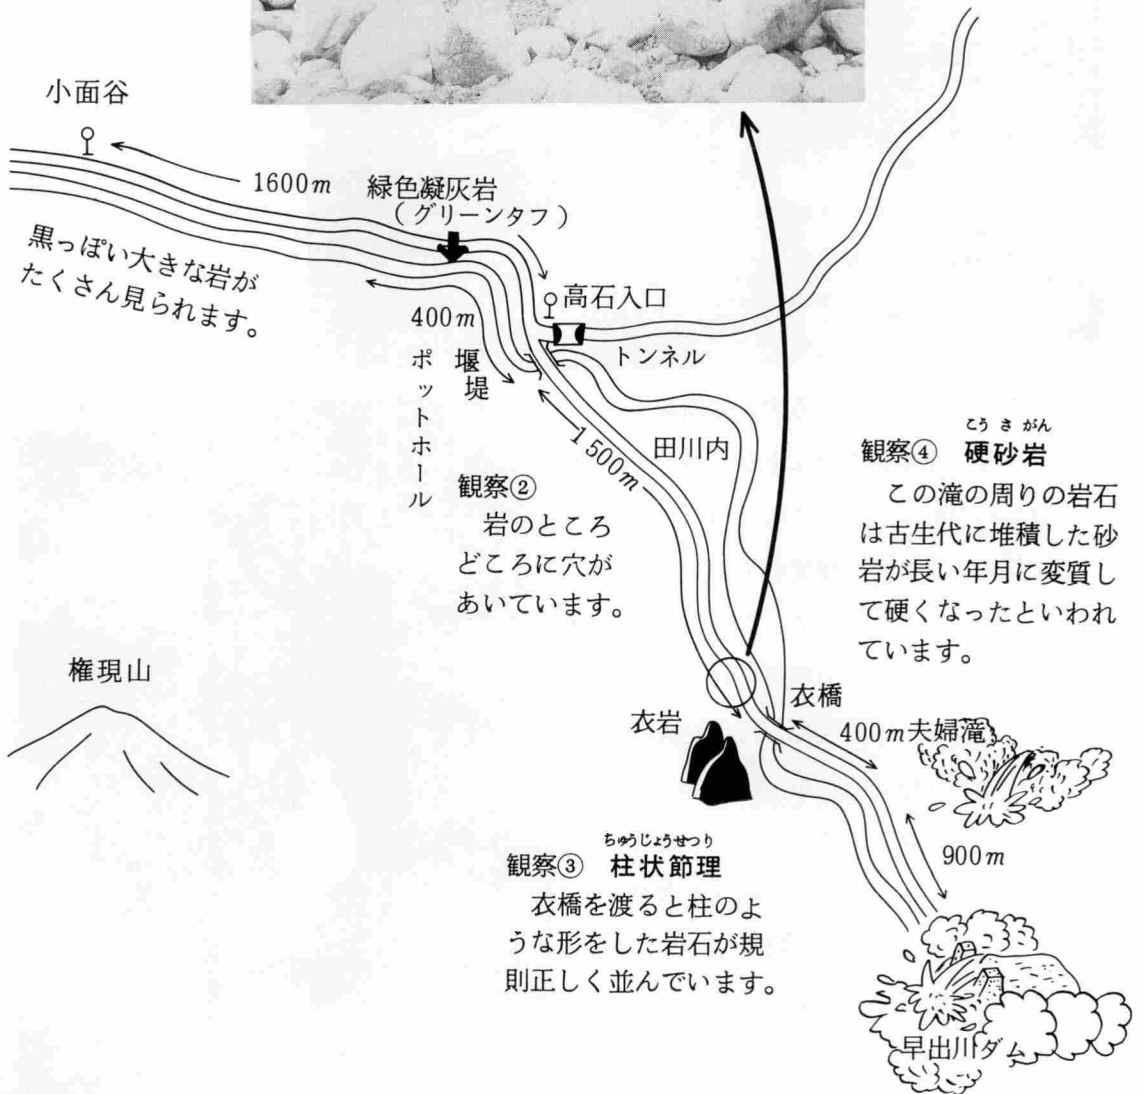 小面谷
1600m
緑色凝灰岩
（グリーンタフ）
黒っぽい大きな岩が
たくさん見られます。
高石入口
400m
トンネル
堰堤
ポットホール
1500m
田川内
観察②
岩のところ
どころに穴が
あいています。
こうさがん
観察④ 硬砂岩
この滝の周りの岩石
は古生代に堆積した砂
岩が長い年月に変質し
て硬くなったといわれ
ています。
権現山
衣橋
衣岩
400m
夫婦滝
900m
ちゅうじょうせつり
観察③ 柱状節理
衣橋を渡ると柱のよ
うな形をした岩石が規
則正しく並んでいます。
早出川ダム